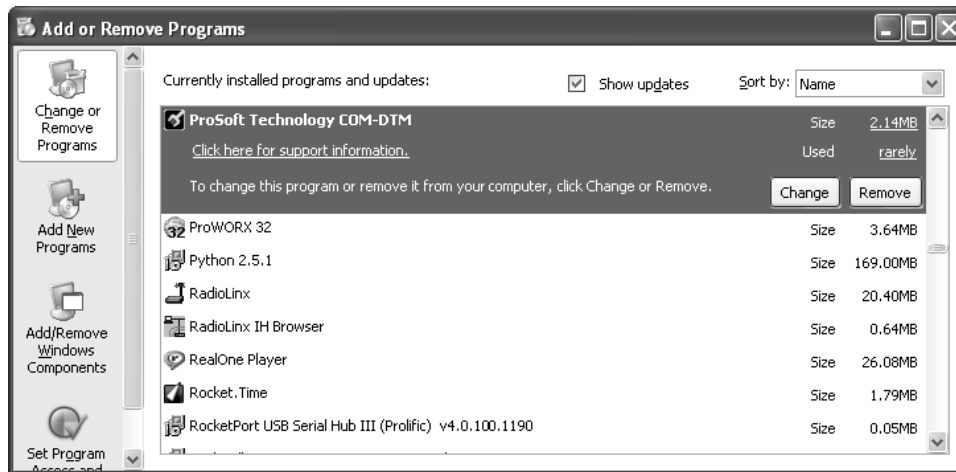 Add or Remove Programs
Change or
Remove
Programs
Add New
Programs
Add/Remove
Windows
Components
Set Program
Access and
Currently installed programs and updates:
Show updates
Sort by: Name
ProSoft Technology COM-DTM Size 2.14MB
Click here for support information. Used rarely
To change this program or remove it from your computer, click Change or Remove. Change Remove
32 ProWORX 32 Size 3.64MB
Python 2.5.1 Size 169.00MB
RadioLinx Size 20.40MB
RadioLinx IH Browser Size 0.64MB
RealOne Player Size 26.08MB
Rocket.Time Size 1.79MB
RocketPort USB Serial Hub III (Prolific) v4.0.100.1190 Size 0.05MB